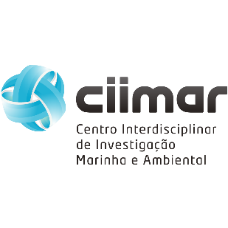 ciimar
Centro Interdisciplinar
de Investigação
Marinha e Ambiental